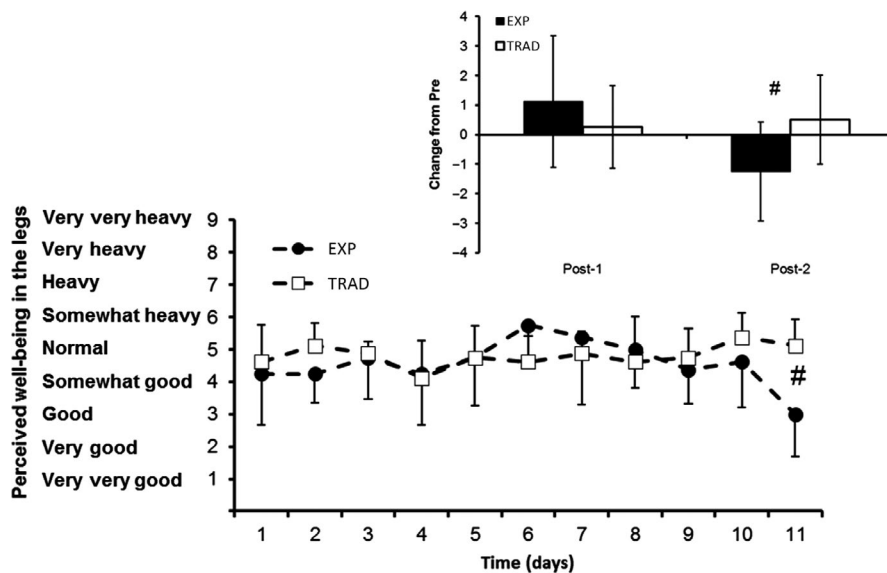 4
EXP
3
TRAD
2
#
1
0
Change from Pre
−1
−2
−3
−4
Post-1 Post-2
Perceived well-being in the legs
Very very heavy 9
Very heavy 8
Heavy 7
Somewhat heavy 6
Normal 5
Somewhat good 4
Good 3
Very good 2
Very very good 1
EXP
TRAD
#
1 2 3 4 5 6 7 8 9 10 11
Time (days)